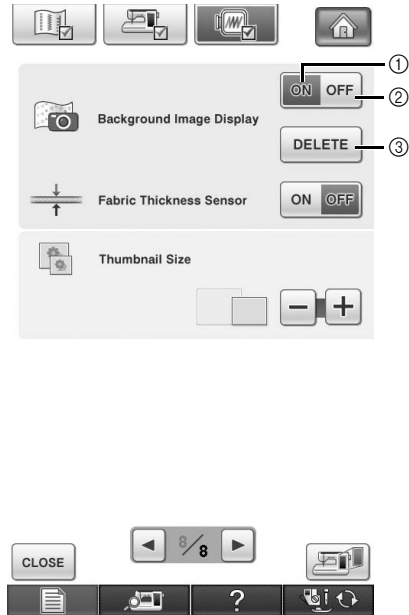 ON OFF ①
②
Background Image Display
DELETE ③
Fabric Thickness Sensor ON OFF
Thumbnail Size
− +
8/8
CLOSE
?